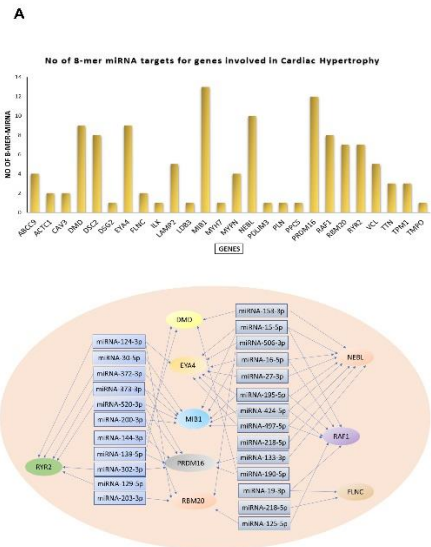 A
No of 8-mer miRNA targets for genes involved in Cardiac Hypertrophy
NO OF 8-MER-MIRNA
14
12
10
8
6
4
2
0
ABCC9
ACTC1
CAV3
DMD
DSC2
DSG2
EYA4
FLNC
ILK
LAMP2
LDB3
MIB1
MYH7
MYPN
NEBL
PDLIM3
PLN
PPCS
PRDM16
RAF1
RBM20
RYR2
VCL
TTN
TPM1
TMPO
GENES
DMD
EYA4
MIB1
PRDM16
RBM20
RYR2
NEBL
RAF1
FLNC
miRNA-124-3p
miRNA-30-5p
miRNA-372-3p
miRNA-373-3p
miRNA-520-3p
miRNA-200-3p
miRNA-144-3p
miRNA-139-5p
miRNA-302-3p
miRNA-129-5p
miRNA-203-3p
miRNA-153-3p
miRNA-15-5p
miRNA-506-3p
miRNA-16-5p
miRNA-27-3p
miRNA-195-5p
miRNA-424-5p
miRNA-497-5p
miRNA-218-5p
miRNA-133-3p
miRNA-190-5p
miRNA-19-3p
miRNA-218-5p
miRNA-125-5p